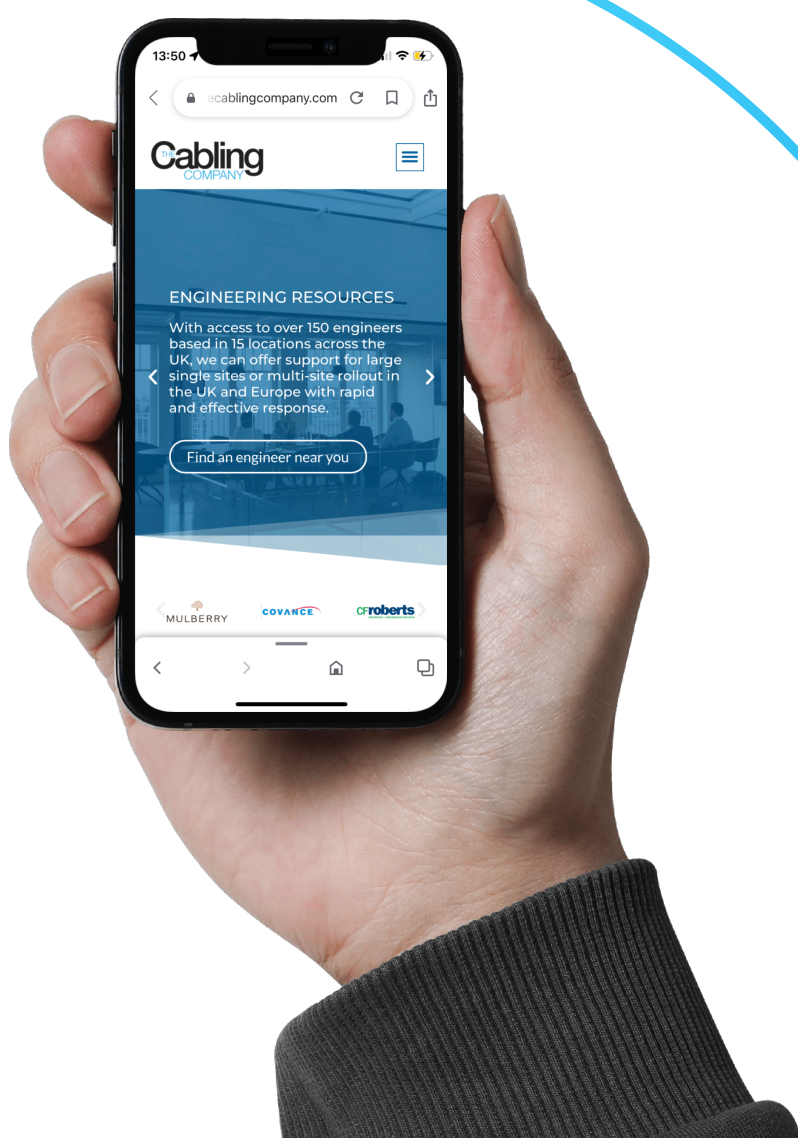 13:50
ecablingcompany.com
THE
Cabling
COMPANY
ENGINEERING RESOURCES
With access to over 150 engineers
based in 15 locations across the
UK, we can offer support for large
single sites or multi-site rollout in
the UK and Europe with rapid
and effective response.
Find an engineer near you
MULBERRY
COVANCE
CFroberts